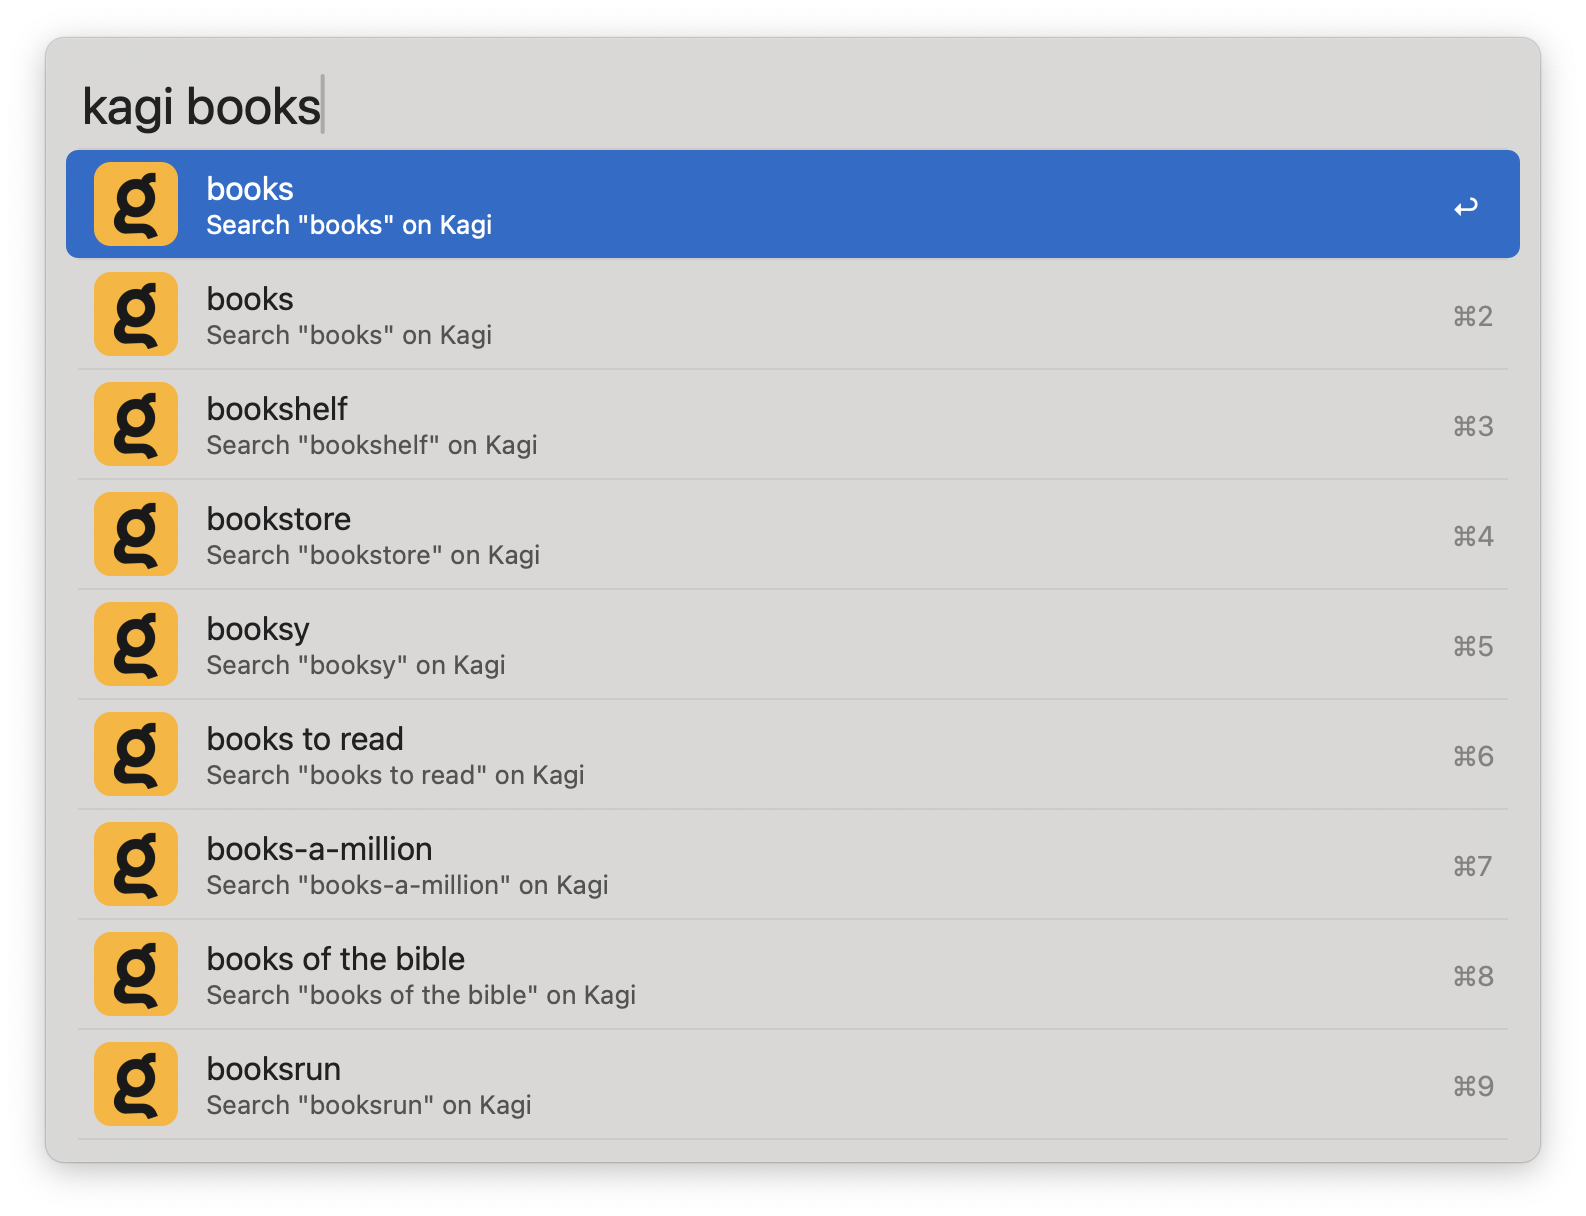 kagi books
books
Search "books" on Kagi
↩
books
Search "books" on Kagi
⌘2
bookshelf
Search "bookshelf" on Kagi
⌘3
bookstore
Search "bookstore" on Kagi
⌘4
booksy
Search "booksy" on Kagi
⌘5
books to read
Search "books to read" on Kagi
⌘6
books-a-million
Search "books-a-million" on Kagi
⌘7
books of the bible
Search "books of the bible" on Kagi
⌘8
booksrun
Search "booksrun" on Kagi
⌘9